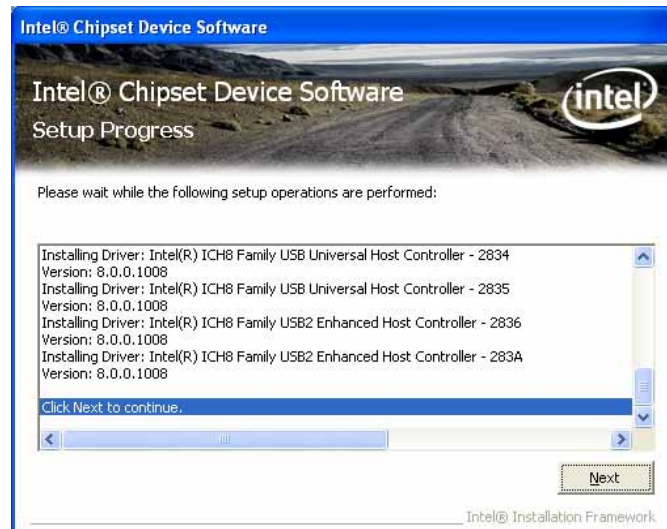 Intel® Chipset Device Software
Intel® Chipset Device Software
intel
Setup Progress
Please wait while the following setup operations are performed:
Installing Driver: Intel(R) ICH8 Family USB Universal Host Controller - 2834
Version: 8.0.0.1008
Installing Driver: Intel(R) ICH8 Family USB Universal Host Controller - 2835
Version: 8.0.0.1008
Installing Driver: Intel(R) ICH8 Family USB2 Enhanced Host Controller - 2836
Version: 8.0.0.1008
Installing Driver: Intel(R) ICH8 Family USB2 Enhanced Host Controller - 283A
Version: 8.0.0.1008
Click Next to continue.
Next
Intel® Installation Framework